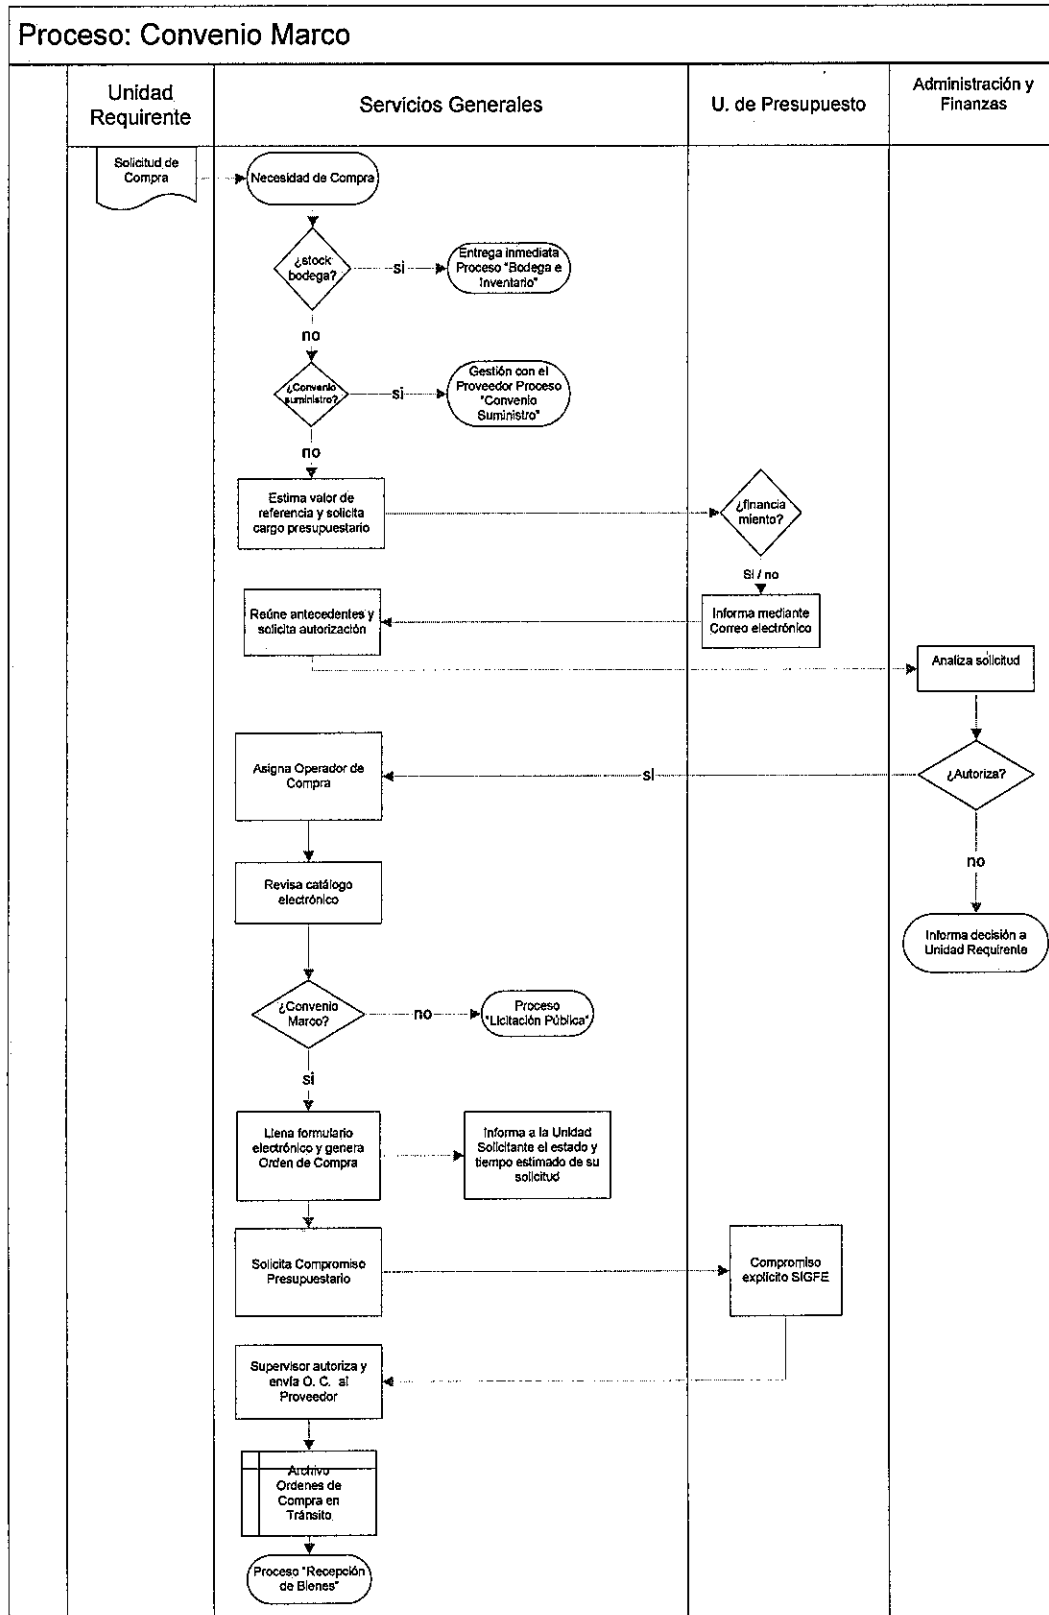 Proceso: Convenio Marco
Unidad
Requirente
Servicios Generales
U. de Presupuesto
Administración y
Finanzas
Solicitud de
Compra
Necesidad de Compra
¿stock
bodega?
si
Entrega inmediata
Proceso "Bodega e
Inventario"
no
¿Convenio
suministro?
si
Gestión con el
Proveedor Proceso
"Convenio
Suministro"
no
Estima valor de
referencia y solicita
cargo presupuestario
¿financia
miento?
Si / no
Informa mediante
Correo electrónico
Reúne antecedentes y
solicita autorización
Analiza solicitud
¿Autoriza?
si
Asigna Operador de
Compra
no
Informa decisión a
Unidad Requirente
Revisa catálogo
electrónico
¿Convenio
Marco?
no
Proceso
"Licitación Pública"
si
Llena formulario
electrónico y genera
Orden de Compra
Informa a la Unidad
Solicitante el estado y
tiempo estimado de su
solicitud
Solicita Compromiso
Presupuestario
Compromiso
explícito SIGFE
Supervisor autoriza y
envía O. C. al
Proveedor
Archivo
Ordenes de
Compra en
Tránsito
Proceso "Recepción
de Bienes"